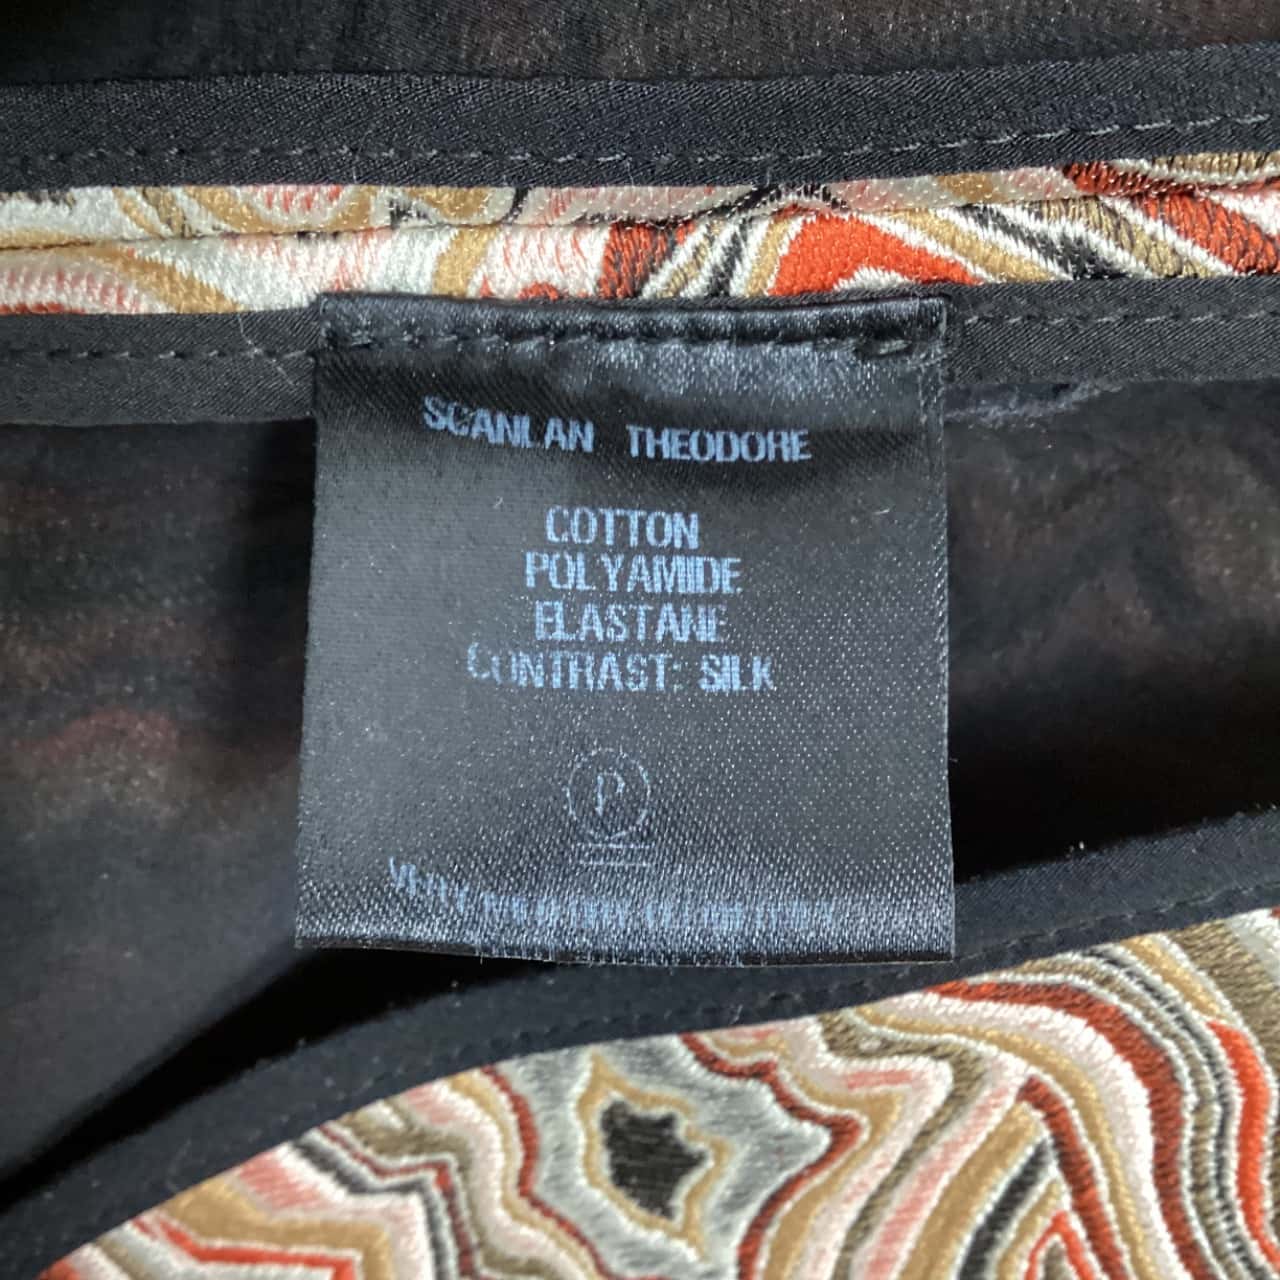 SCANLAN THEODORE
COTTON
POLYAMIDE
ELASTANE
CONTRAST: SILK
P